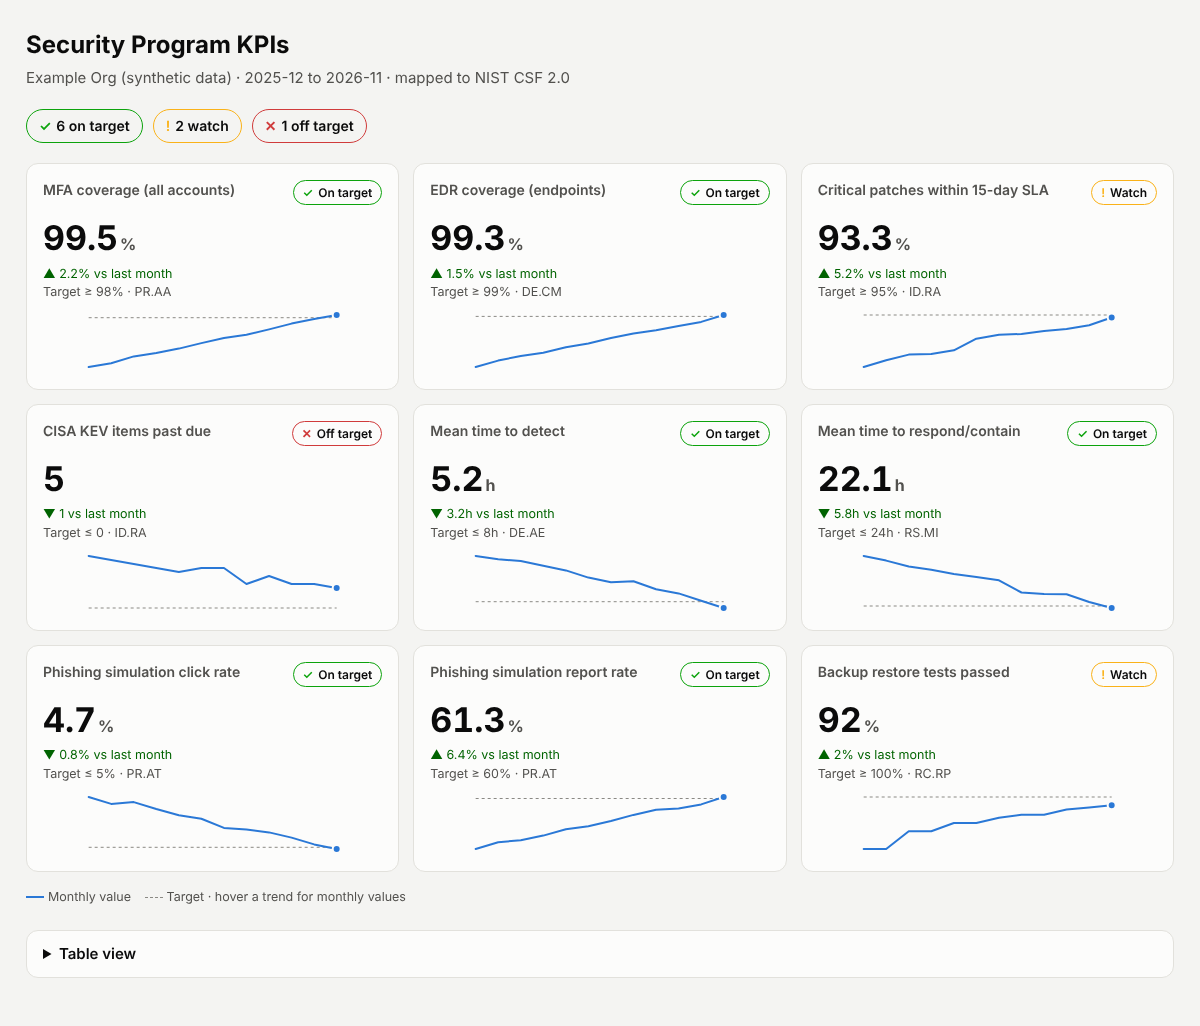 Security Program KPIs
Example Org (synthetic data) · 2025-12 to 2026-11 · mapped to NIST CSF 2.0
✓ 6 on target
! 2 watch
✕ 1 off target
MFA coverage (all accounts)
✓ On target
99.5 %
▲ 2.2% vs last month
Target ≥ 98% · PR.AA
EDR coverage (endpoints)
✓ On target
99.3 %
▲ 1.5% vs last month
Target ≥ 99% · DE.CM
Critical patches within 15-day SLA
! Watch
93.3 %
▲ 5.2% vs last month
Target ≥ 95% · ID.RA
CISA KEV items past due
✕ Off target
5
▼ 1 vs last month
Target ≤ 0 · ID.RA
Mean time to detect
✓ On target
5.2 h
▼ 3.2h vs last month
Target ≤ 8h · DE.AE
Mean time to respond/contain
✓ On target
22.1 h
▼ 5.8h vs last month
Target ≤ 24h · RS.MI
Phishing simulation click rate
✓ On target
4.7 %
▼ 0.8% vs last month
Target ≤ 5% · PR.AT
Phishing simulation report rate
✓ On target
61.3 %
▲ 6.4% vs last month
Target ≥ 60% · PR.AT
Backup restore tests passed
! Watch
92 %
▲ 2% vs last month
Target ≥ 100% · RC.RP
Monthly value
Target · hover a trend for monthly values
▶ Table view